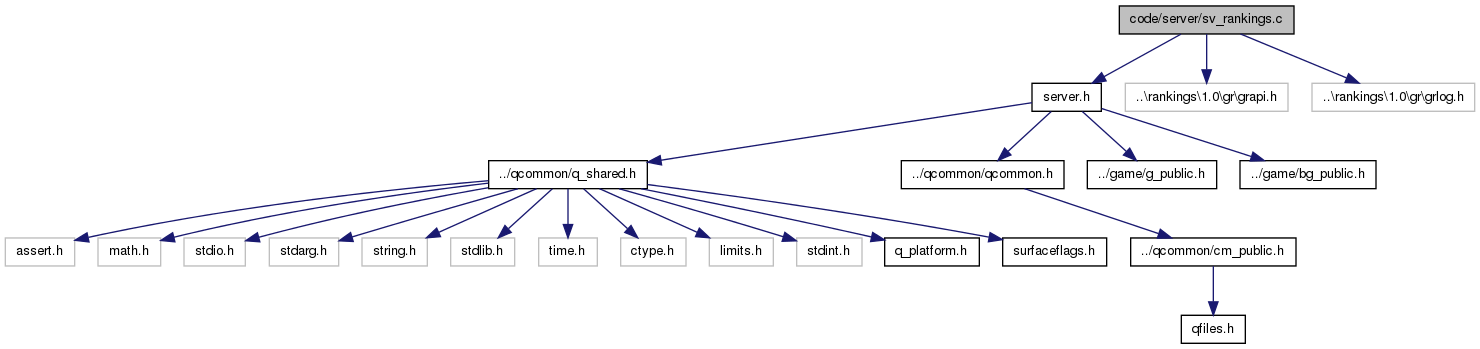 code/server/sv_rankings.c
server.h
..\rankings\1.0\gr\grapi.h
..\rankings\1.0\gr\grlog.h
../qcommon/q_shared.h
../qcommon/qcommon.h
../game/g_public.h
../game/bg_public.h
assert.h
math.h
stdio.h
stdarg.h
string.h
stdlib.h
time.h
ctype.h
limits.h
stdint.h
q_platform.h
surfaceflags.h
../qcommon/cm_public.h
qfiles.h